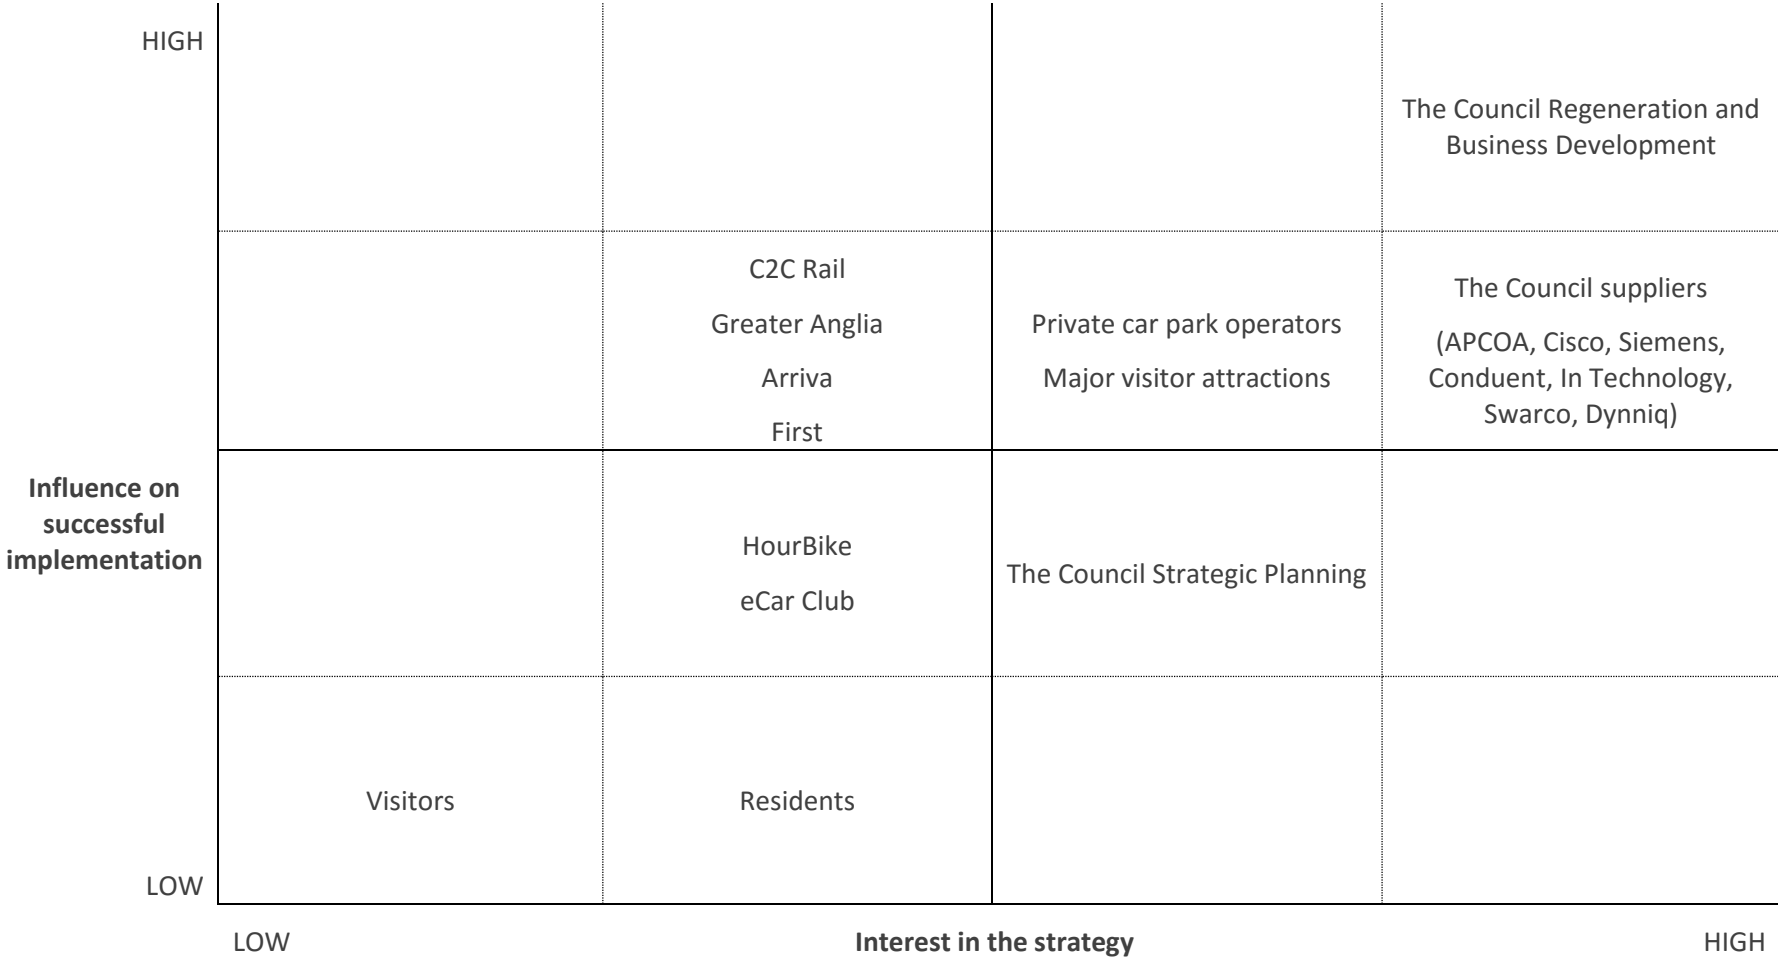 HIGH
The Council Regeneration and
Business Development
C2C Rail
Greater Anglia
Arriva
First
Private car park operators
Major visitor attractions
The Council suppliers
(APCOA, Cisco, Siemens,
Conduent, In Technology,
Swarco, Dynniq)
Influence on
successful
implementation
HourBike
eCar Club
The Council Strategic Planning
Visitors
Residents
LOW
LOW
Interest in the strategy
HIGH